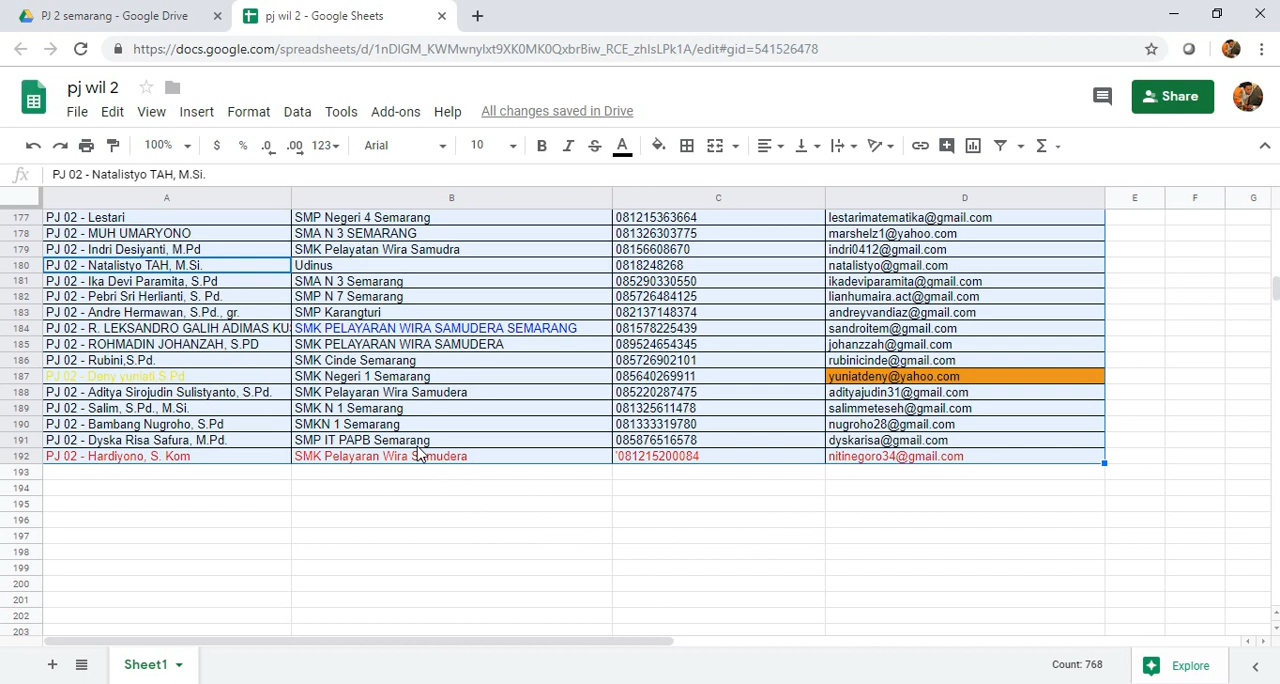 PJ 2 semarang - Google Drive
pj wil 2 - Google Sheets
https://docs.google.com/spreadsheets/d/1nDIGM_KWMwnylxt9XK0MK0QxbrBiw_RCE_zhIsLPk1A/edit#gid=541526478
pj wil 2
File Edit View Insert Format Data Tools Add-ons Help All changes saved in Drive
Share
100% $ % .0 .00 123 Arial 10 B I S A
fx PJ 02 - Natalistyo TAH, M.Si.
A B C D E F G
177 PJ 02 - Lestari SMP Negeri 4 Semarang 081215363664 lestarimatematika@gmail.com
178 PJ 02 - MUH UMARYONO SMA N 3 SEMARANG 081326303775 marshelz1@yahoo.com
179 PJ 02 - Indri Desiyanti, M.Pd SMK Pelayatan Wira Samudra 08156608670 indri0412@gmail.com
180 PJ 02 - Natalistyo TAH, M.Si. Udinus 0818248268 natalistyo@gmail.com
181 PJ 02 - Ika Devi Paramita, S.Pd SMA N 3 Semarang 085290330550 ikadeviparamita@gmail.com
182 PJ 02 - Pebri Sri Herlianti, S. Pd. SMP N 7 Semarang 085726484125 lianhumaira.act@gmail.com
183 PJ 02 - Andre Hermawan, S.Pd., gr. SMP Karangturi 082137148374 andreyvandiaz@gmail.com
184 PJ 02 - R. LEKSANDRO GALIH ADIMAS KU SMK PELAYARAN WIRA SAMUDERA SEMARANG 081578225439 sandroitem@gmail.com
185 PJ 02 - ROHMADIN JOHANZAH, S.PD SMK PELAYARAN WIRA SAMUDERA 089524654345 johanzzah@gmail.com
186 PJ 02 - Rubini,S.Pd. SMK Cinde Semarang 085726902101 rubinicinde@gmail.com
187 PJ 02 - Deny yuniati.S.Pd SMK Negeri 1 Semarang 085640269911 yuniatdeny@yahoo.com
188 PJ 02 - Aditya Sirojudin Sulistyanto, S.Pd. SMK Pelayaran Wira Samudera 085220287475 adityajudin31@gmail.com
189 PJ 02 - Salim, S.Pd., M.Si. SMK N 1 Semarang 081325611478 salimmeteseh@gmail.com
190 PJ 02 - Bambang Nugroho, S.Pd SMKN 1 Semarang 081333319780 nugroho28@gmail.com
191 PJ 02 - Dyska Risa Safura, M.Pd. SMP IT PAPB Semarang 085876516578 dyskarisa@gmail.com
192 PJ 02 - Hardiyono, S. Kom SMK Pelayaran Wira Samudera '081215200084 nitinegoro34@gmail.com
193
194
195
196
197
198
199
200
201
202
203
Sheet1
Count: 768
Explore